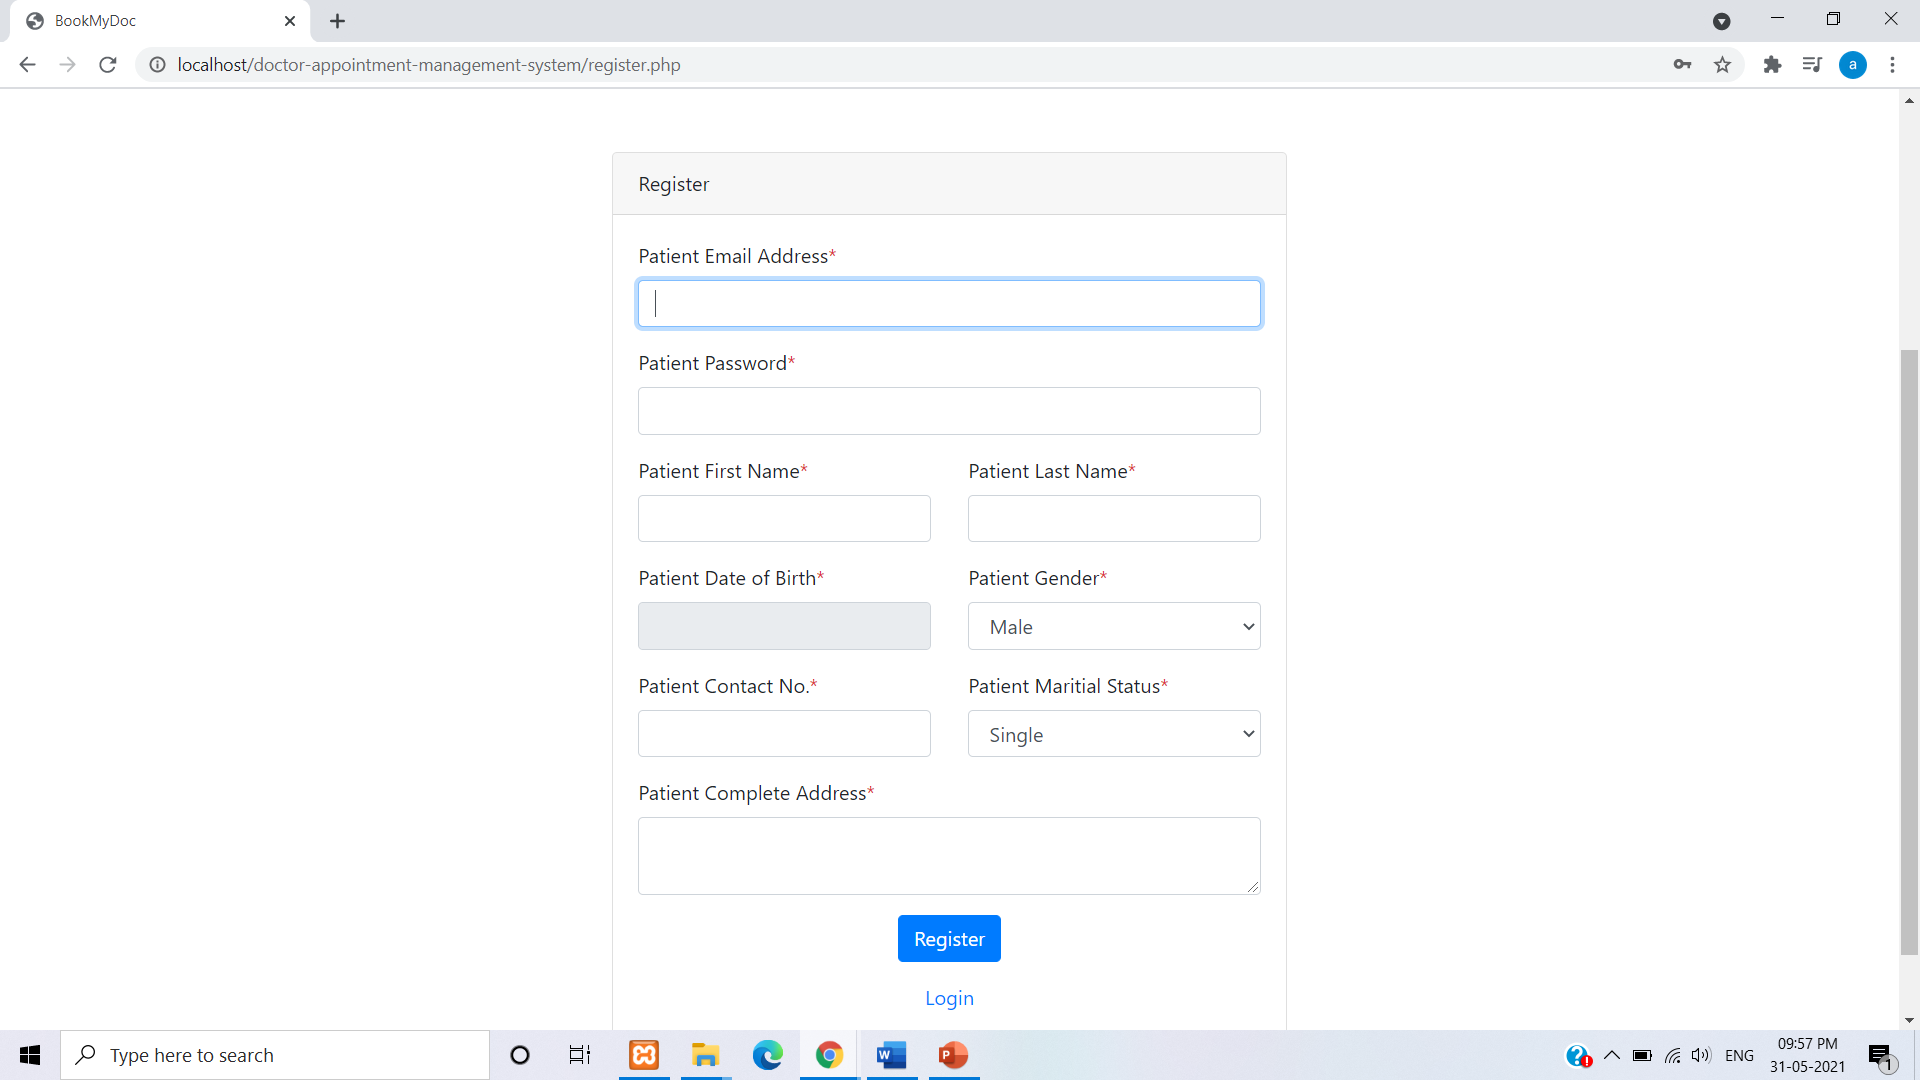 BookMyDoc
localhost/doctor-appointment-management-system/register.php
a
Register
Patient Email Address*
Patient Password*
Patient First Name* Patient Last Name*
Patient Date of Birth* Patient Gender*
Male
Patient Contact No.* Patient Maritial Status*
Single
Patient Complete Address*
Register
Login
Type here to search
W
P
ENG
09:57 PM
31-05-2021
1